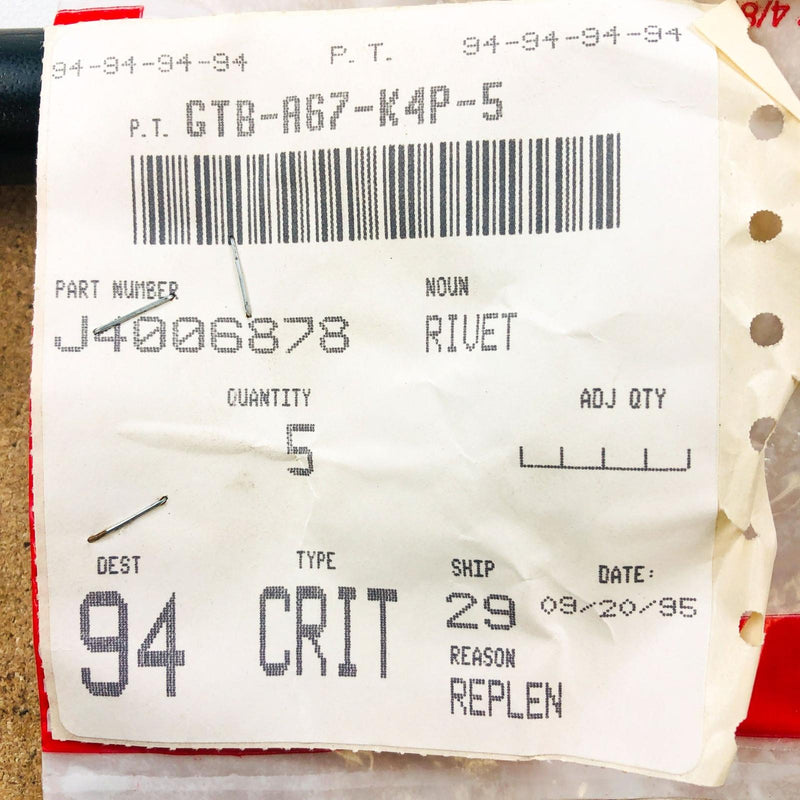 94-94-94-94 P.T. 94-94-94-94
P.T. GTB-A67-K4P-5
PART NUMBER NOUN
J4006878 RIVET
QUANTITY ADJ QTY
5
DEST TYPE SHIP DATE:
94 CRIT 29 09/20/95
REASON
REPLEN